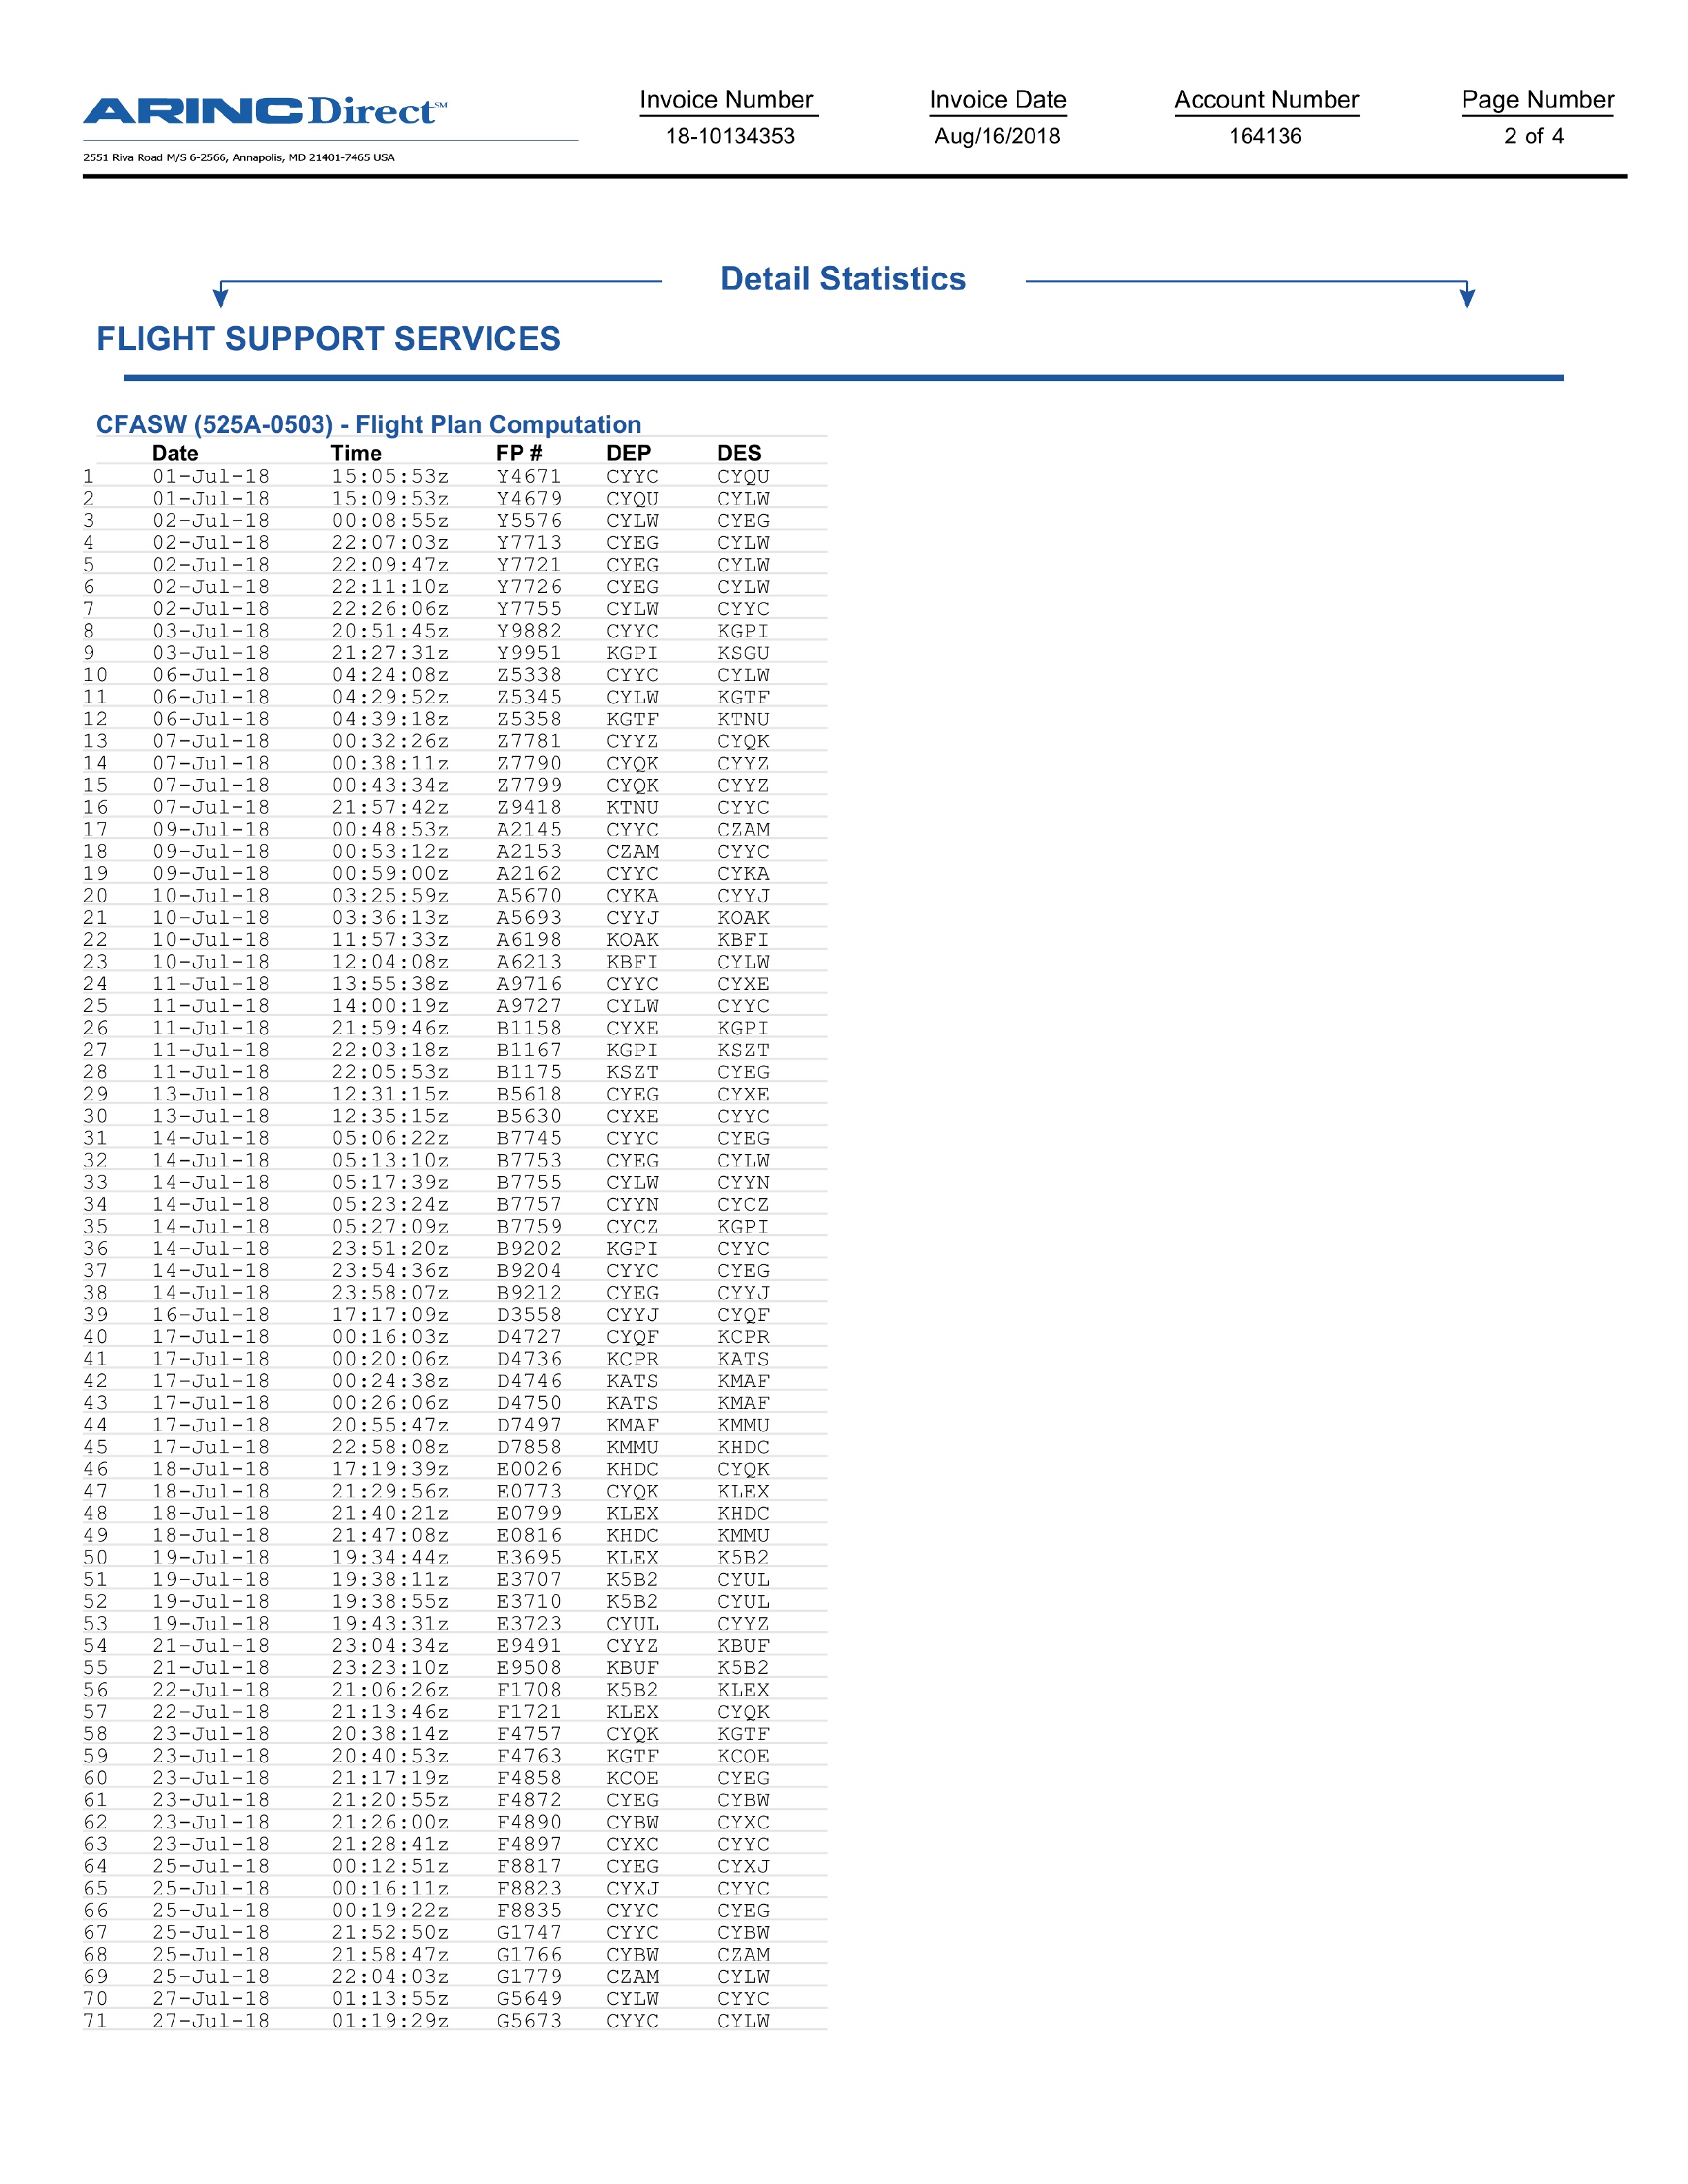 ARINCDirect℠
2551 Riva Road M/S 6-2566, Annapolis, MD 21401-7465 USA
Invoice Number Invoice Date Account Number Page Number
18-10134353 Aug/16/2018 164136 2 of 4
Detail Statistics
FLIGHT SUPPORT SERVICES
CFASW (525A-0503) - Flight Plan Computation
Date Time FP # DEP DES
1 01-Jul-18 15:05:53z Y4671 CYYC CYQU
2 01-Jul-18 15:09:53z Y4679 CYQU CYLW
3 02-Jul-18 00:08:55z Y5576 CYLW CYEG
4 02-Jul-18 22:07:03z Y7713 CYEG CYLW
5 02-Jul-18 22:09:47z Y7721 CYEG CYLW
6 02-Jul-18 22:11:10z Y7726 CYEG CYLW
7 02-Jul-18 22:26:06z Y7755 CYLW CYYC
8 03-Jul-18 20:51:45z Y9882 CYYC KGPI
9 03-Jul-18 21:27:31z Y9951 KGPI KSGU
10 06-Jul-18 04:24:08z Z5338 CYYC CYLW
11 06-Jul-18 04:29:52z Z5345 CYLW KGTF
12 06-Jul-18 04:39:18z Z5358 KGTF KTNU
13 07-Jul-18 00:32:26z Z7781 CYYZ CYQK
14 07-Jul-18 00:38:11z Z7790 CYQK CYYZ
15 07-Jul-18 00:43:34z Z7799 CYQK CYYZ
16 07-Jul-18 21:57:42z Z9418 KTNU CYYC
17 09-Jul-18 00:48:53z A2145 CYYC CZAM
18 09-Jul-18 00:53:12z A2153 CZAM CYYC
19 09-Jul-18 00:59:00z A2162 CYYC CYKA
20 10-Jul-18 03:25:59z A5670 CYKA CYYJ
21 10-Jul-18 03:36:13z A5693 CYYJ KOAK
22 10-Jul-18 11:57:33z A6198 KOAK KBFI
23 10-Jul-18 12:04:08z A6213 KBFI CYLW
24 11-Jul-18 13:55:38z A9716 CYYC CYXE
25 11-Jul-18 14:00:19z A9727 CYLW CYYC
26 11-Jul-18 21:59:46z B1158 CYXE KGPI
27 11-Jul-18 22:03:18z B1167 KGPI KSZT
28 11-Jul-18 22:05:53z B1175 KSZT CYEG
29 13-Jul-18 12:31:15z B5618 CYEG CYXE
30 13-Jul-18 12:35:15z B5630 CYXE CYYC
31 14-Jul-18 05:06:22z B7745 CYYC CYEG
32 14-Jul-18 05:13:10z B7753 CYEG CYLW
33 14-Jul-18 05:17:39z B7755 CYLW CYYN
34 14-Jul-18 05:23:24z B7757 CYYN CYCZ
35 14-Jul-18 05:27:09z B7759 CYCZ KGPI
36 14-Jul-18 23:51:20z B9202 KGPI CYYC
37 14-Jul-18 23:54:36z B9204 CYYC CYEG
38 14-Jul-18 23:58:07z B9212 CYEG CYYJ
39 16-Jul-18 17:17:09z D3558 CYYJ CYQF
40 17-Jul-18 00:16:03z D4727 CYQF KCPR
41 17-Jul-18 00:20:06z D4736 KCPR KATS
42 17-Jul-18 00:24:38z D4746 KATS KMAF
43 17-Jul-18 00:26:06z D4750 KATS KMAF
44 17-Jul-18 20:55:47z D7497 KMAF KMMU
45 17-Jul-18 22:58:08z D7858 KMMU KHDC
46 18-Jul-18 17:19:39z E0026 KHDC CYQK
47 18-Jul-18 21:29:56z E0773 CYQK KLEX
48 18-Jul-18 21:40:21z E0799 KLEX KHDC
49 18-Jul-18 21:47:08z E0816 KHDC KMMU
50 19-Jul-18 19:34:44z E3695 KLEX K5B2
51 19-Jul-18 19:38:11z E3707 K5B2 CYUL
52 19-Jul-18 19:38:55z E3710 K5B2 CYUL
53 19-Jul-18 19:43:31z E3723 CYUL CYYZ
54 21-Jul-18 23:04:34z E9491 CYYZ KBUF
55 21-Jul-18 23:23:10z E9508 KBUF K5B2
56 22-Jul-18 21:06:26z F1708 K5B2 KLEX
57 22-Jul-18 21:13:46z F1721 KLEX CYQK
58 23-Jul-18 20:38:14z F4757 CYQK KGTF
59 23-Jul-18 20:40:53z F4763 KGTF KCOE
60 23-Jul-18 21:17:19z F4858 KCOE CYEG
61 23-Jul-18 21:20:55z F4872 CYEG CYBW
62 23-Jul-18 21:26:00z F4890 CYBW CYXC
63 23-Jul-18 21:28:41z F4897 CYXC CYYC
64 25-Jul-18 00:12:51z F8817 CYEG CYXJ
65 25-Jul-18 00:16:11z F8823 CYXJ CYYC
66 25-Jul-18 00:19:22z F8835 CYYC CYEG
67 25-Jul-18 21:52:50z G1747 CYYC CYBW
68 25-Jul-18 21:58:47z G1766 CYBW CZAM
69 25-Jul-18 22:04:03z G1779 CZAM CYLW
70 27-Jul-18 01:13:55z G5649 CYLW CYYC
71 27-Jul-18 01:19:29z G5673 CYYC CYLW